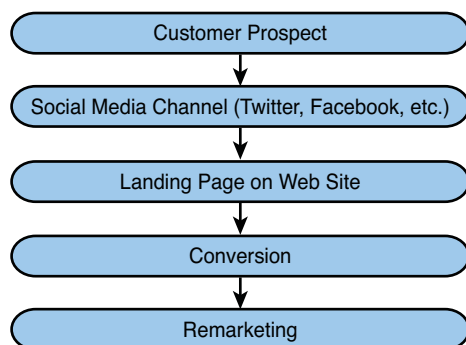 Customer Prospect
Social Media Channel (Twitter, Facebook, etc.)
Landing Page on Web Site
Conversion
Remarketing